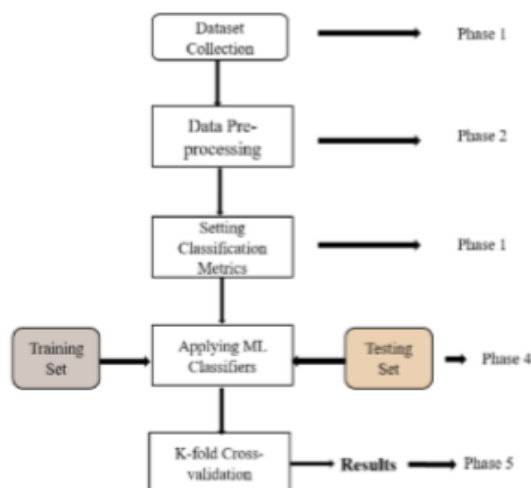 Dataset
Collection
Phase 1
Data Pre-
processing
Phase 2
Setting
Classification
Metrics
Phase 1
Training
Set
Applying ML
Classifiers
Testing
Set
Phase 4
K-fold Cross-
validation
Results
Phase 5